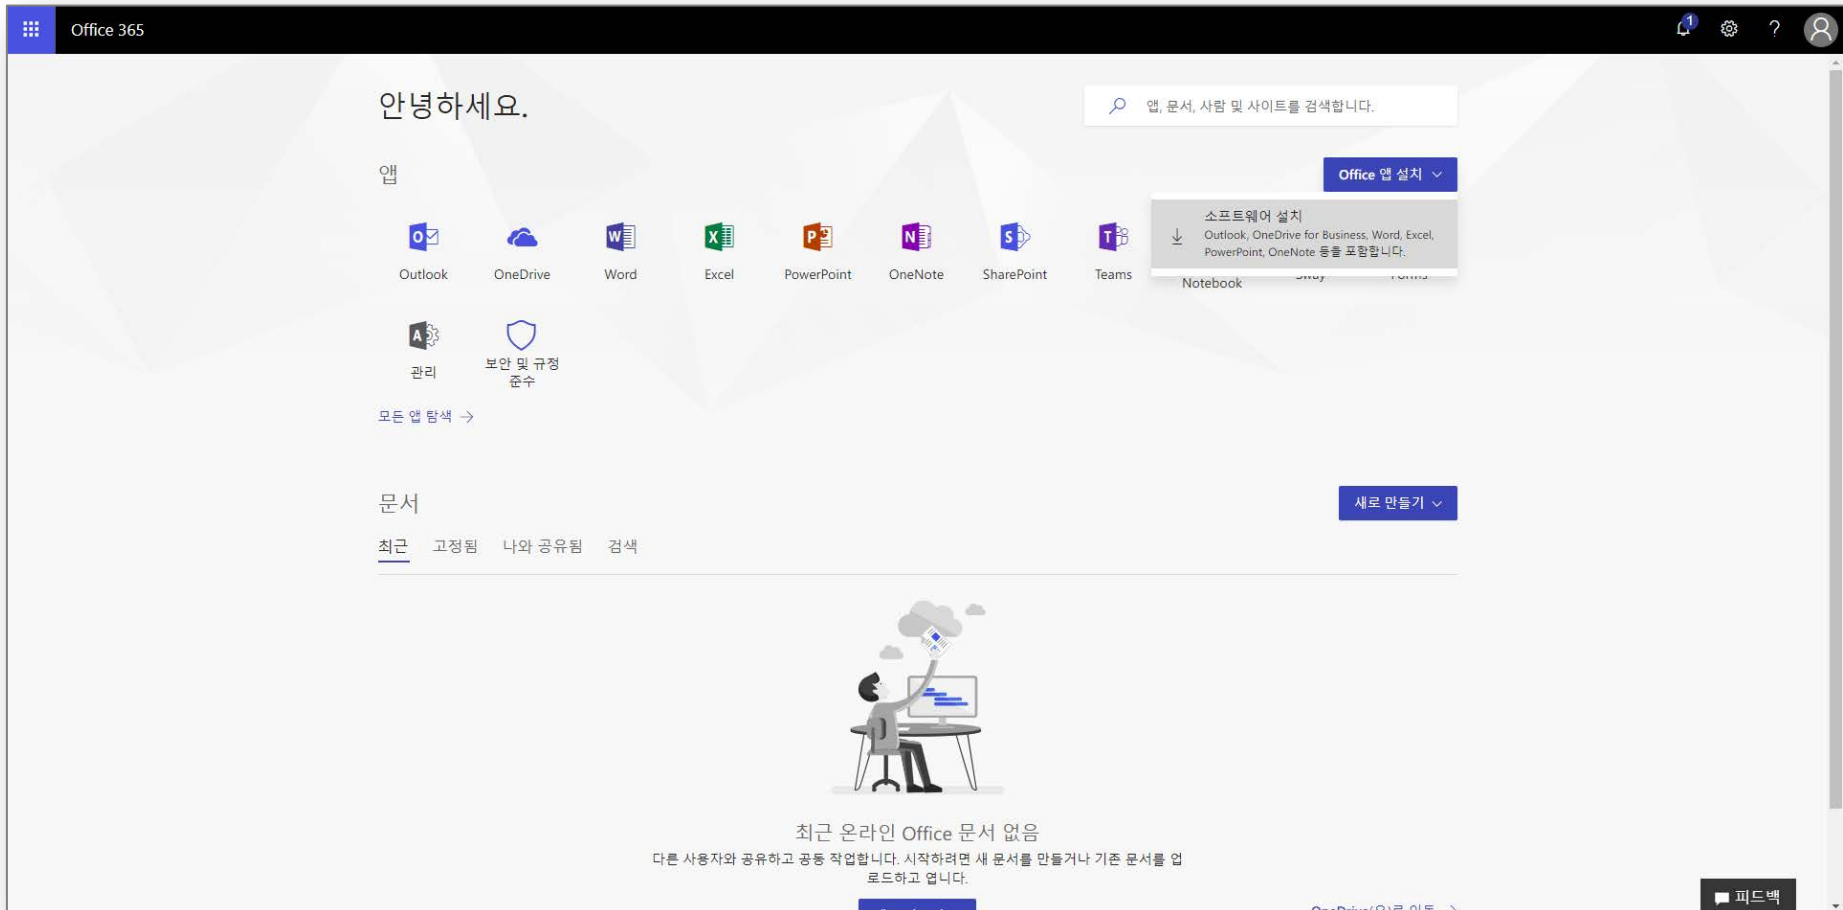 Office 365
1
?
안녕하세요.
앱, 문서, 사람 및 사이트를 검색합니다.
앱
Office 앱 설치
소프트웨어 설치
Outlook, OneDrive for Business, Word, Excel,
PowerPoint, OneNote 등을 포함합니다.
Outlook
OneDrive
Word
Excel
PowerPoint
OneNote
SharePoint
Teams
Notebook
관리
보안 및 규정
준수
모든 앱 탐색 →
문서
새로 만들기
최근
고정됨
나와 공유됨
검색
최근 온라인 Office 문서 없음
다른 사용자와 공유하고 공동 작업합니다. 시작하려면 새 문서를 만들거나 기존 문서를 업
로드하고 엽니다.
피드백